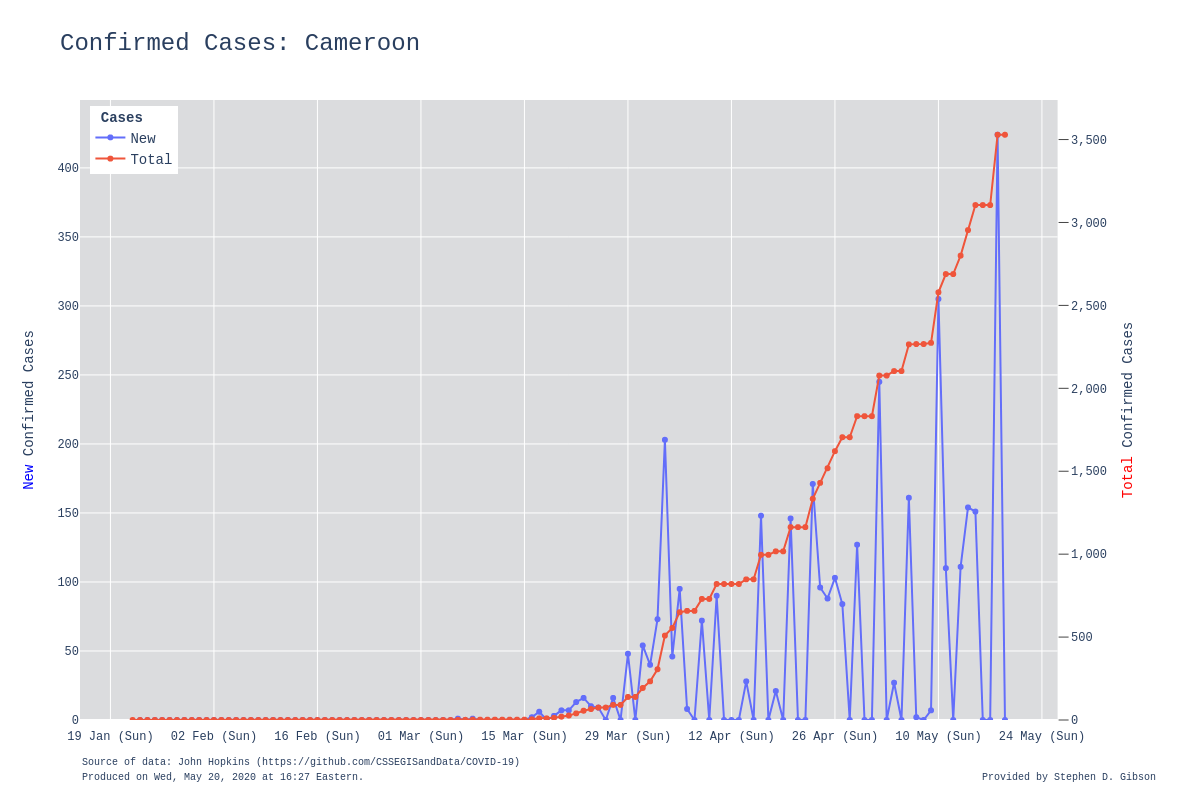 Confirmed Cases: Cameroon
Cases
New
Total
400
350
300
250
200
150
100
50
0
3,500
3,000
2,500
2,000
1,500
1,000
500
0
New Confirmed Cases
Total Confirmed Cases
19 Jan (Sun) 02 Feb (Sun) 16 Feb (Sun) 01 Mar (Sun) 15 Mar (Sun) 29 Mar (Sun) 12 Apr (Sun) 26 Apr (Sun) 10 May (Sun) 24 May (Sun)
Source of data: John Hopkins (https://github.com/CSSEGISandData/COVID-19)
Produced on Wed, May 20, 2020 at 16:27 Eastern.
Provided by Stephen D. Gibson